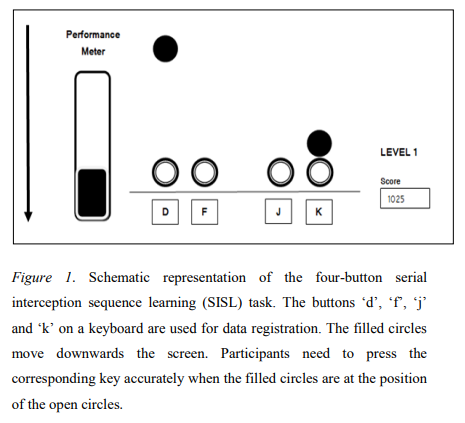 Performance
Meter
LEVEL 1
Score
1025
D F J K
Figure 1. Schematic representation of the four-button serial
interception sequence learning (SISL) task. The buttons ‘d’, ‘f’, ‘j’
and ‘k’ on a keyboard are used for data registration. The filled circles
move downwards the screen. Participants need to press the
corresponding key accurately when the filled circles are at the position
of the open circles.